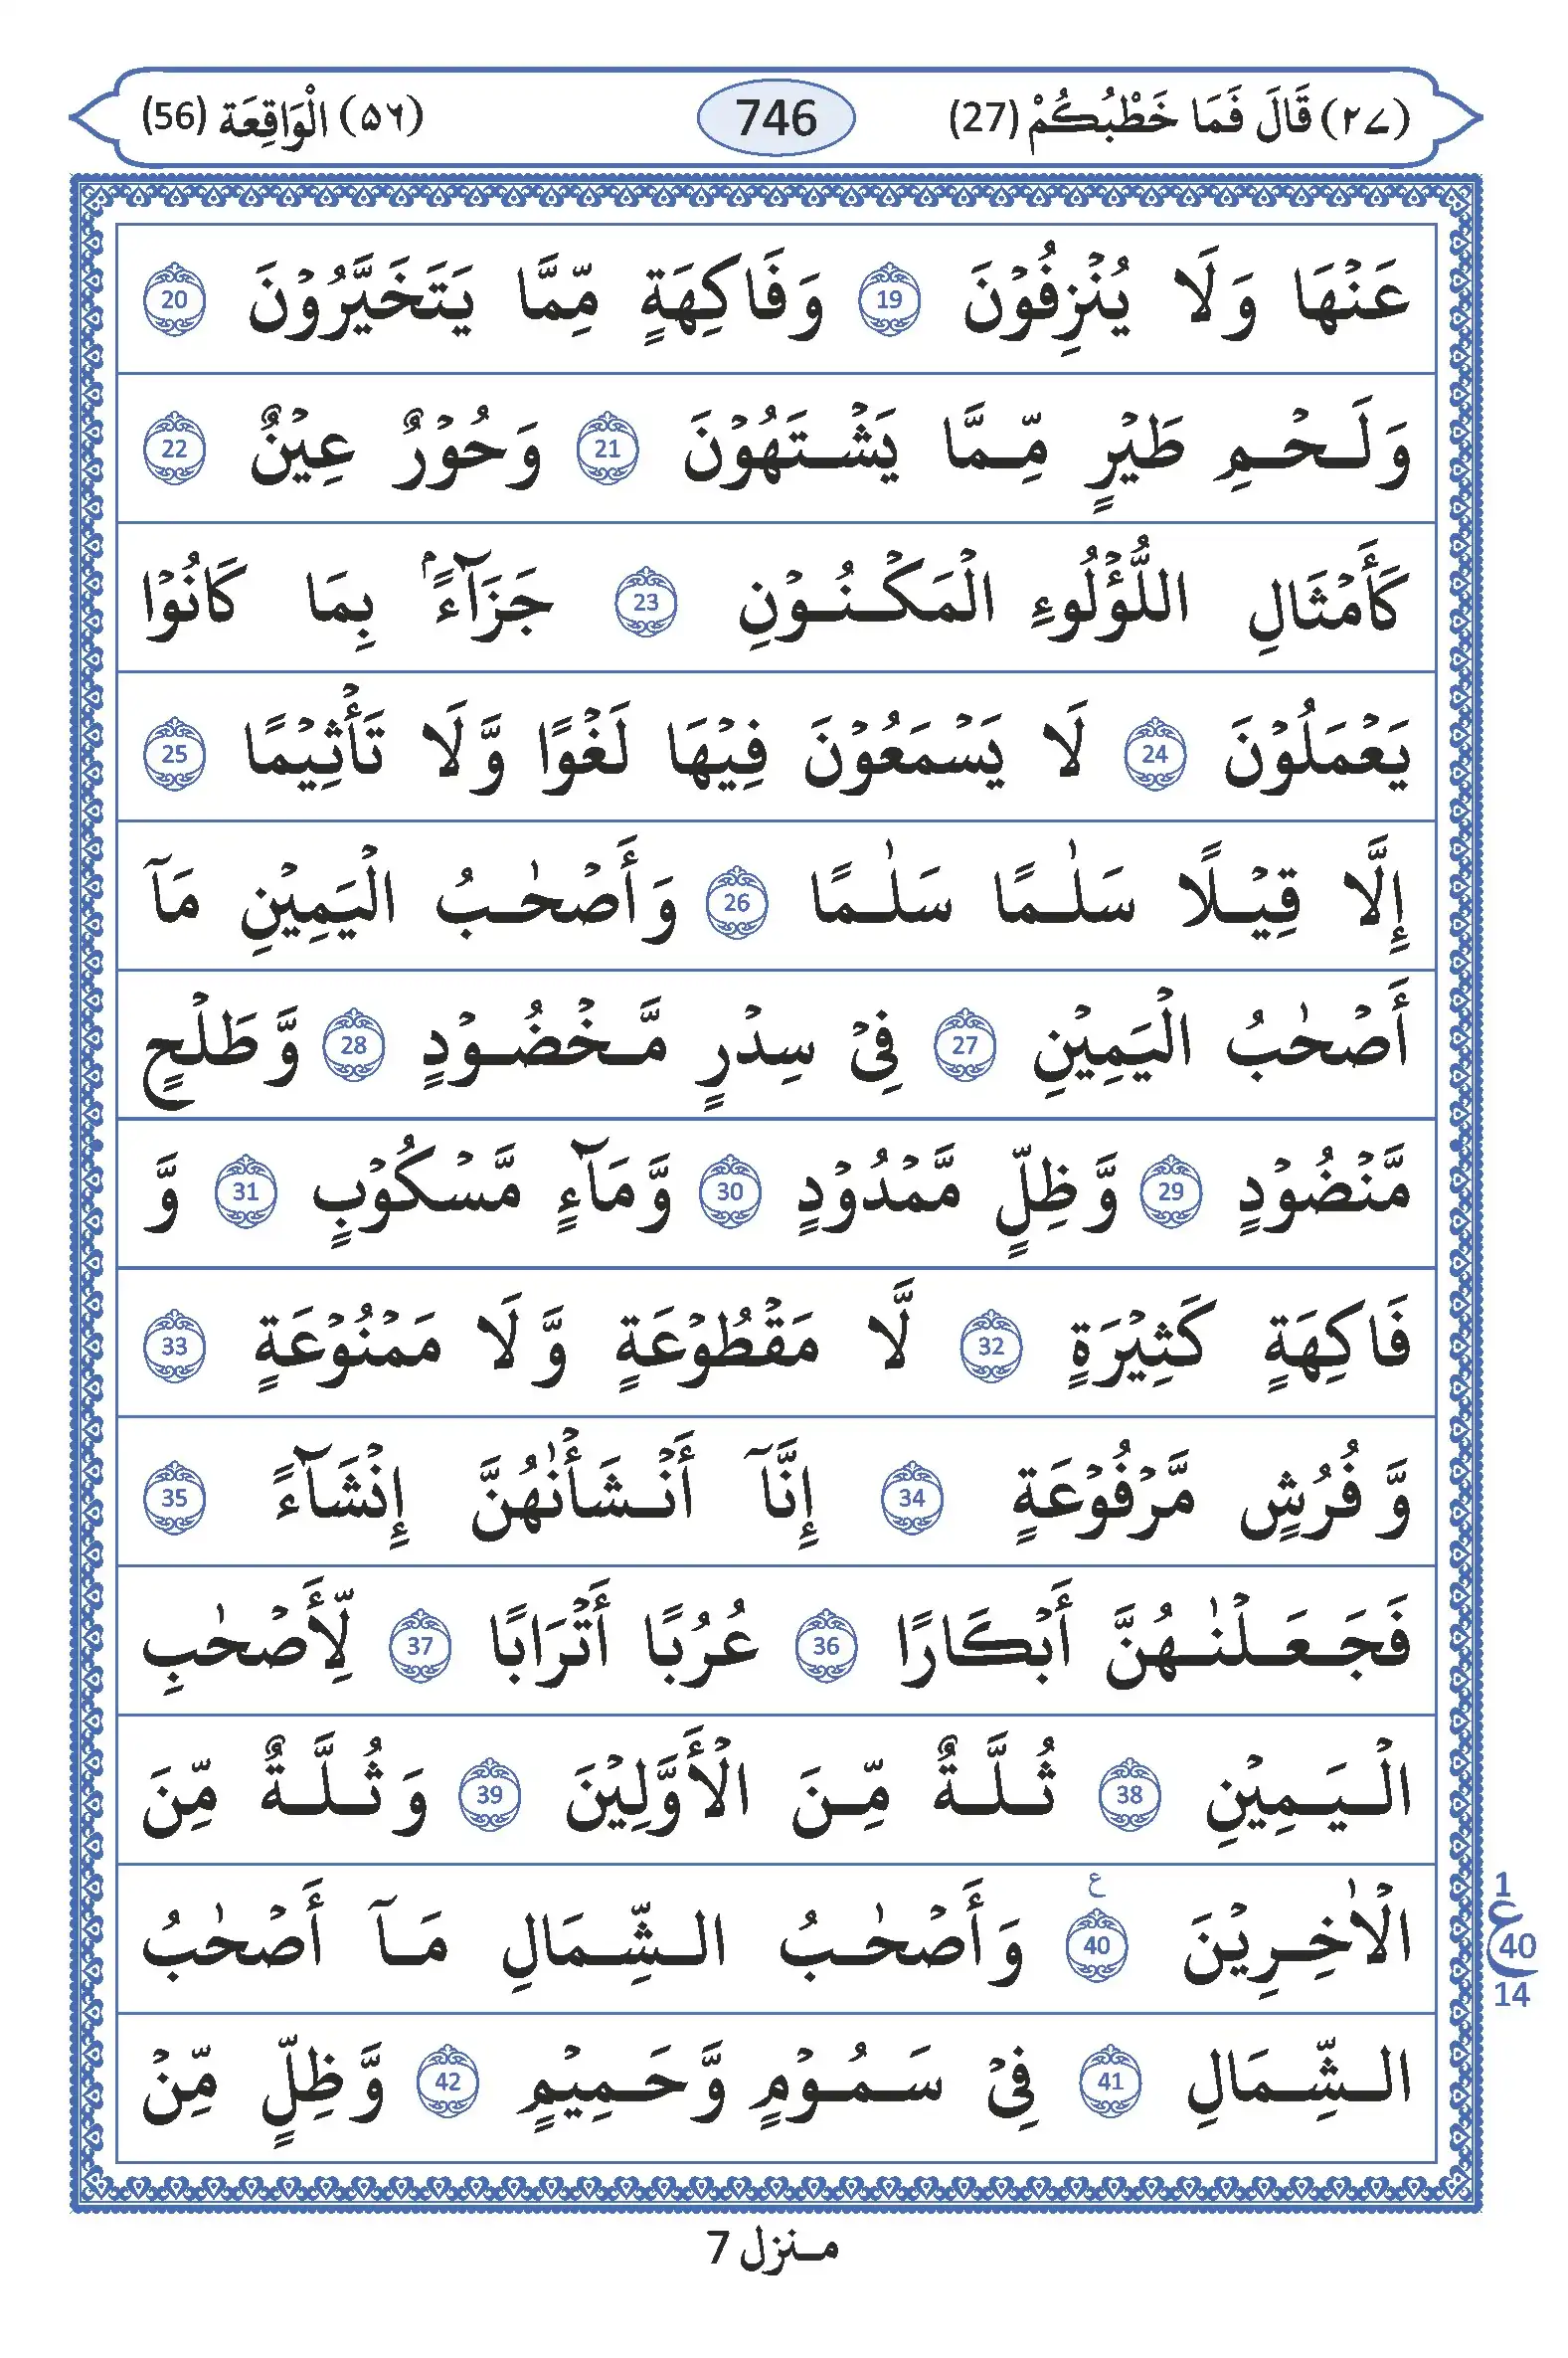 (۲۷) قَالَ فَمَا خَطْبُكُمْ (27) 746 (۵۶) الْوَاقِعَة (56)
عَنْهَا وَلَا يُنْزِفُوْنَ 19 وَفَاكِهَةٍ مِّمَّا يَتَخَيَّرُوْنَ 20
وَلَحْمِ طَيْرٍ مِّمَّا يَشْتَهُوْنَ 21 وَحُوْرٌ عِيْنٌ 22
كَأَمْثَالِ اللُّؤْلُوءِ الْمَكْنُوْنِ 23 جَزَآءًۢ بِمَا كَانُوْا
يَعْمَلُوْنَ 24 لَا يَسْمَعُوْنَ فِيْهَا لَغْوًا وَّلَا تَأْثِيْمًا 25
إِلَّا قِيْلًا سَلٰمًا سَلٰمًا 26 وَأَصْحٰبُ الْيَمِيْنِ مَآ
أَصْحٰبُ الْيَمِيْنِ 27 فِيْ سِدْرٍ مَّخْضُوْدٍ 28 وَّطَلْحٍ
مَّنْضُوْدٍ 29 وَّظِلٍّ مَّمْدُوْدٍ 30 وَّمَآءٍ مَّسْكُوْبٍ 31 وَّ
فَاكِهَةٍ كَثِيْرَةٍ 32 لَّا مَقْطُوْعَةٍ وَّلَا مَمْنُوْعَةٍ 33
وَّفُرُشٍ مَّرْفُوْعَةٍ 34 إِنَّآ أَنْشَأْنٰهُنَّ إِنْشَآءً 35
فَجَعَلْنٰهُنَّ أَبْكَارًا 36 عُرُبًا أَتْرَابًا 37 لِّأَصْحٰبِ
الْيَمِيْنِ 38 ثُلَّةٌ مِّنَ الْأَوَّلِيْنَ 39 وَثُلَّةٌ مِّنَ
الْاٰخِرِيْنَ 40 ع وَأَصْحٰبُ الشِّمَالِ مَآ أَصْحٰبُ
1 ع 40 14
الشِّمَالِ 41 فِيْ سَمُوْمٍ وَّحَمِيْمٍ 42 وَّظِلٍّ مِّنْ
منزل 7